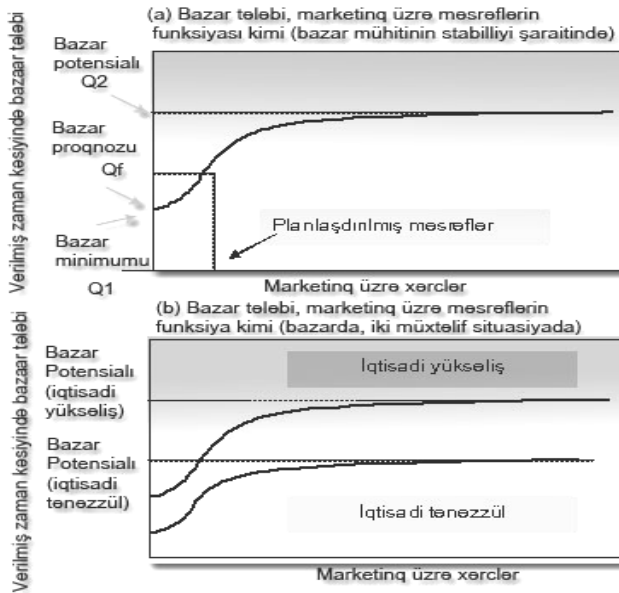 (a) Bazar tələbi, marketinq üzrə məsrəflərin
funksiyası kimi (bazar mühitinin stabilliyi şəraitində)
Verilmiş zaman kəsiyində bazaar tələbi
Bazar
potensialı
Q2
Bazar
proqnozu
Qf
Bazar
minimumu
Q1
Planlaşdırılmış məsrəflər
Marketinq üzrə xərclər
(b) Bazar tələbi, marketinq üzrə məsrəflərin
funksiya kimi (bazarda, iki müxtəlif situasiyada)
Verilmiş zaman kəsiyində bazaar tələbi
Bazar
Potensialı
(iqtisadi
yüksəliş)
Bazar
Potensialı
(iqtisadi
tənəzzül)
İqtisadi yüksəliş
İqtisadi tənəzzül
Marketinq üzrə xərclər